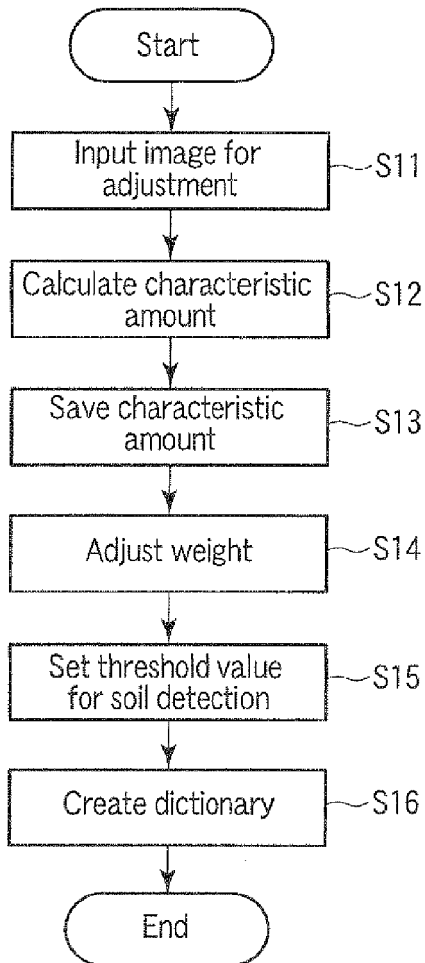 Start
Input image for
adjustment
S11
Calculate characteristic
amount
S12
Save characteristic
amount
S13
Adjust weight
S14
Set threshold value
for soil detection
S15
Create dictionary
S16
End